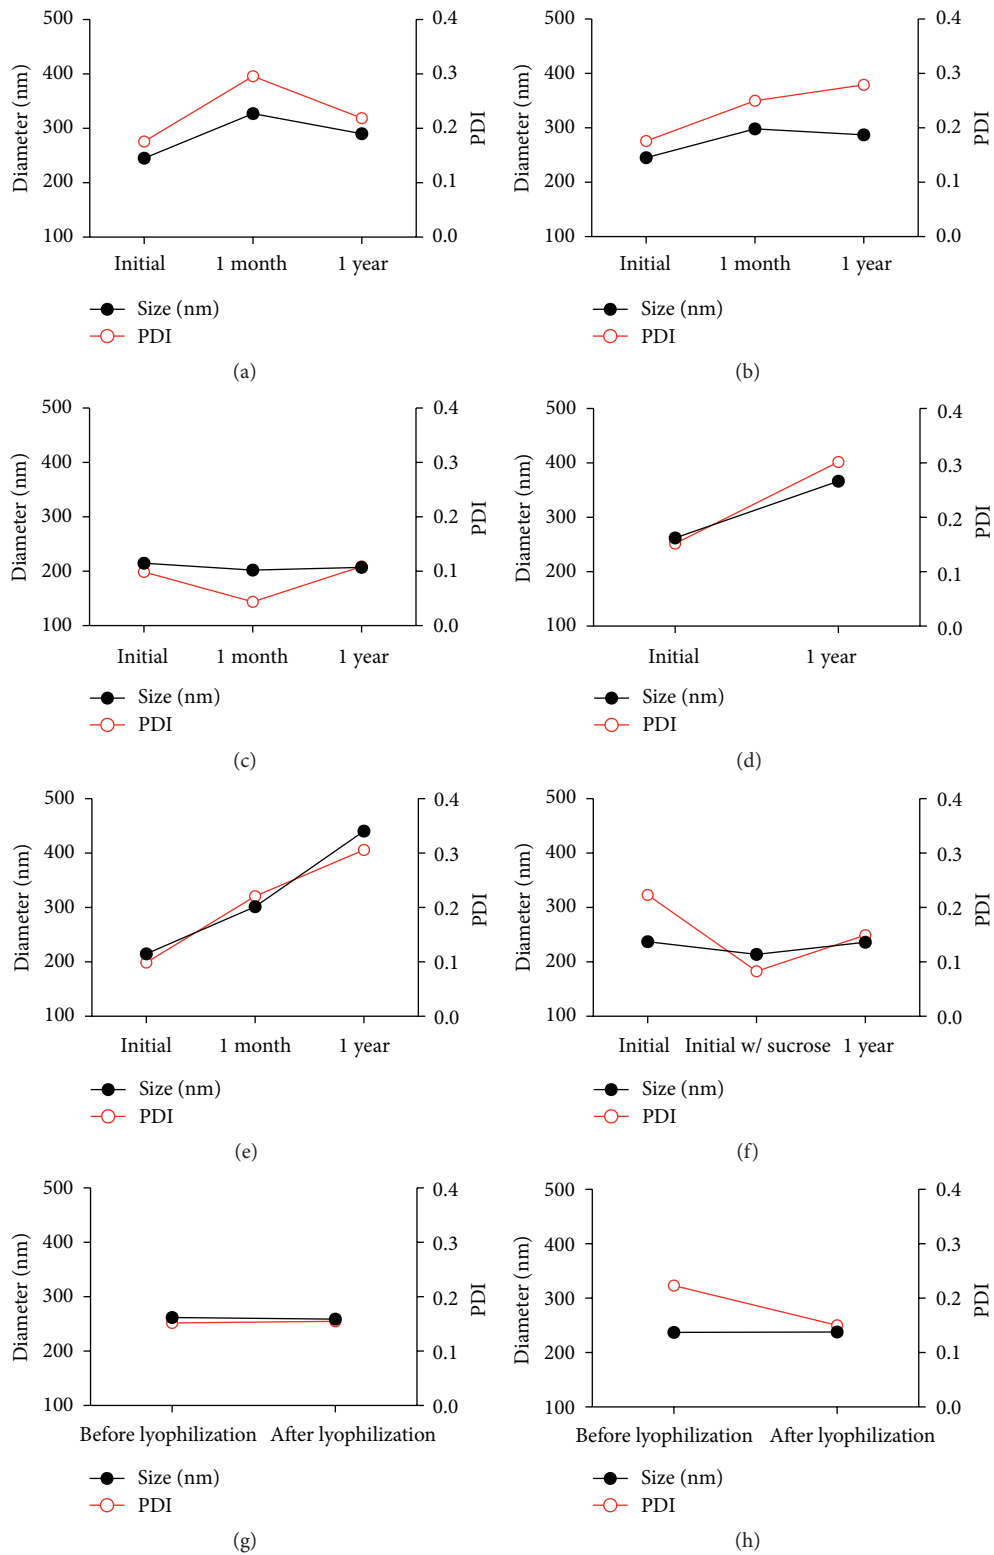 500
400
300
200
100
Diameter (nm)
0.4
0.3
0.2
0.1
0.0
PDI
Initial 1 month 1 year
Size (nm)
PDI
(a)
500
400
300
200
100
Diameter (nm)
0.4
0.3
0.2
0.1
0.0
PDI
Initial 1 month 1 year
Size (nm)
PDI
(b)
500
400
300
200
100
Diameter (nm)
0.4
0.3
0.2
0.1
0.0
PDI
Initial 1 month 1 year
Size (nm)
PDI
(c)
500
400
300
200
100
Diameter (nm)
0.4
0.3
0.2
0.1
0.0
PDI
Initial 1 year
Size (nm)
PDI
(d)
500
400
300
200
100
Diameter (nm)
0.4
0.3
0.2
0.1
0.0
PDI
Initial 1 month 1 year
Size (nm)
PDI
(e)
500
400
300
200
100
Diameter (nm)
0.4
0.3
0.2
0.1
0.0
PDI
Initial Initial w/ sucrose 1 year
Size (nm)
PDI
(f)
500
400
300
200
100
Diameter (nm)
0.4
0.3
0.2
0.1
0.0
PDI
Before lyophilization After lyophilization
Size (nm)
PDI
(g)
500
400
300
200
100
Diameter (nm)
0.4
0.3
0.2
0.1
0.0
PDI
Before lyophilization After lyophilization
Size (nm)
PDI
(h)